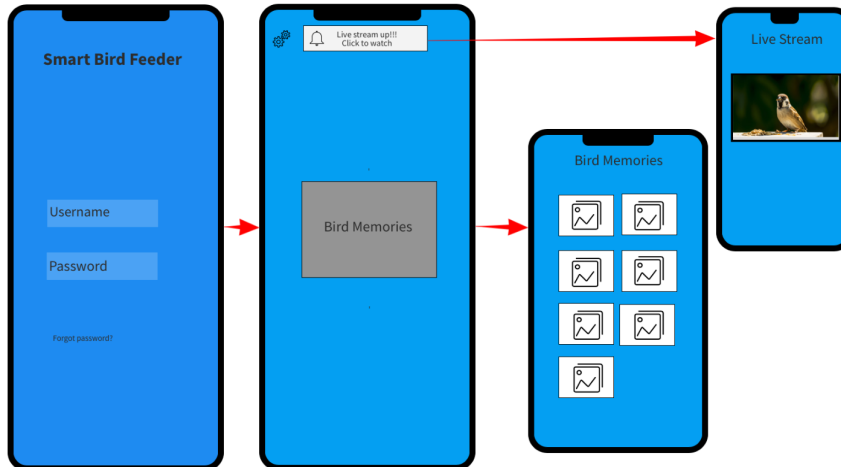 Smart Bird Feeder
Username
Password
Forgot password?
Live stream up!!!
Click to watch
Bird Memories
Bird Memories
Live Stream